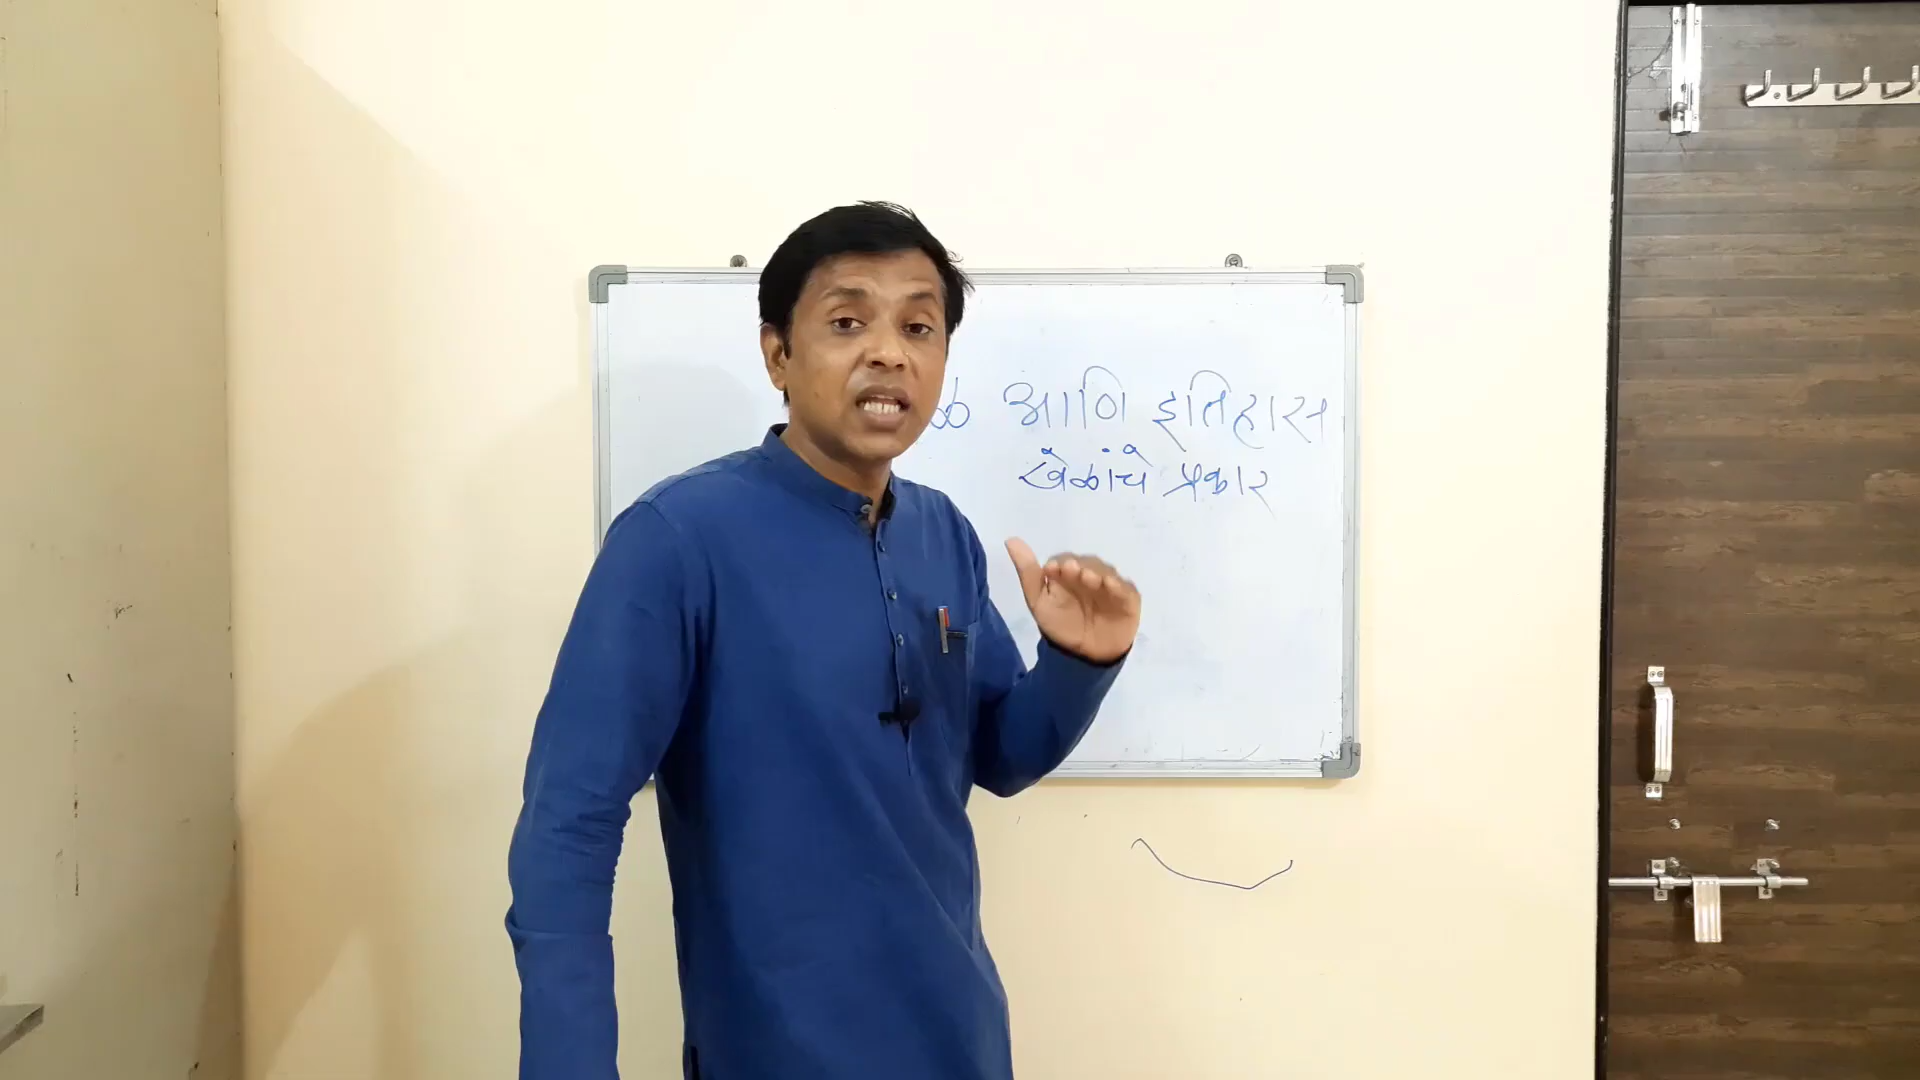 आणि इतिहास
खेळांचे प्रकार